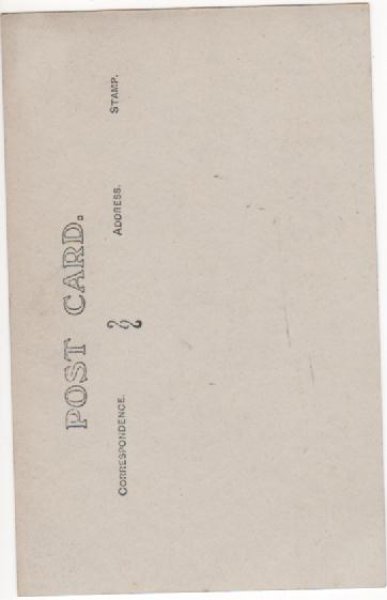 POST CARD.
CORRESPONDENCE. ADDRESS. STAMP.